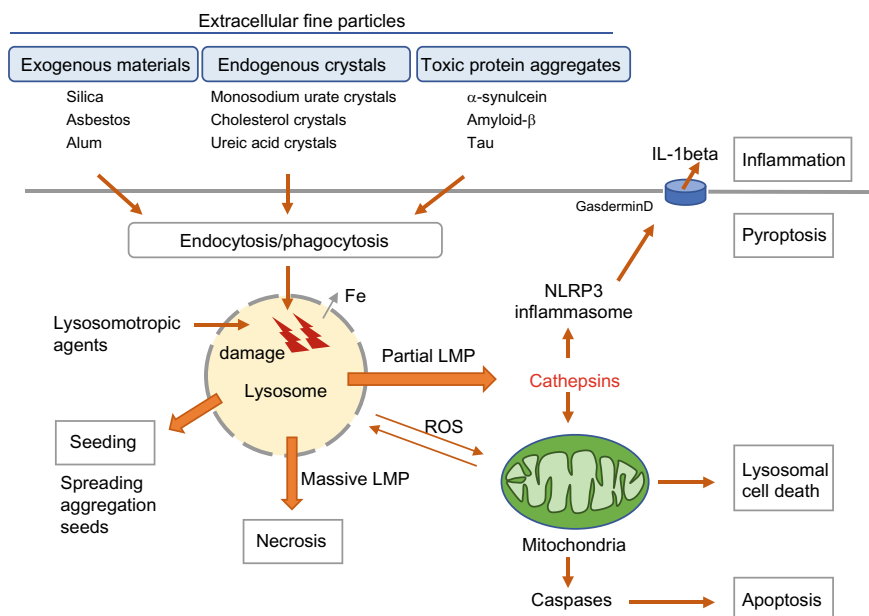 Extracellular fine particles
Exogenous materials
Endogenous crystals
Toxic protein aggregates
Silica
Asbestos
Alum
Monosodium urate crystals
Cholesterol crystals
Ureic acid crystals
α-synulcein
Amyloid-β
Tau
IL-1beta
Inflammation
GasderminD
Pyroptosis
Endocytosis/phagocytosis
Fe
NLRP3
inflammasome
Lysosomotropic
agents
damage
Partial LMP
Lysosome
Cathepsins
ROS
Seeding
Spreading
aggregation
seeds
Massive LMP
Necrosis
Lysosomal
cell death
Mitochondria
Caspases
Apoptosis